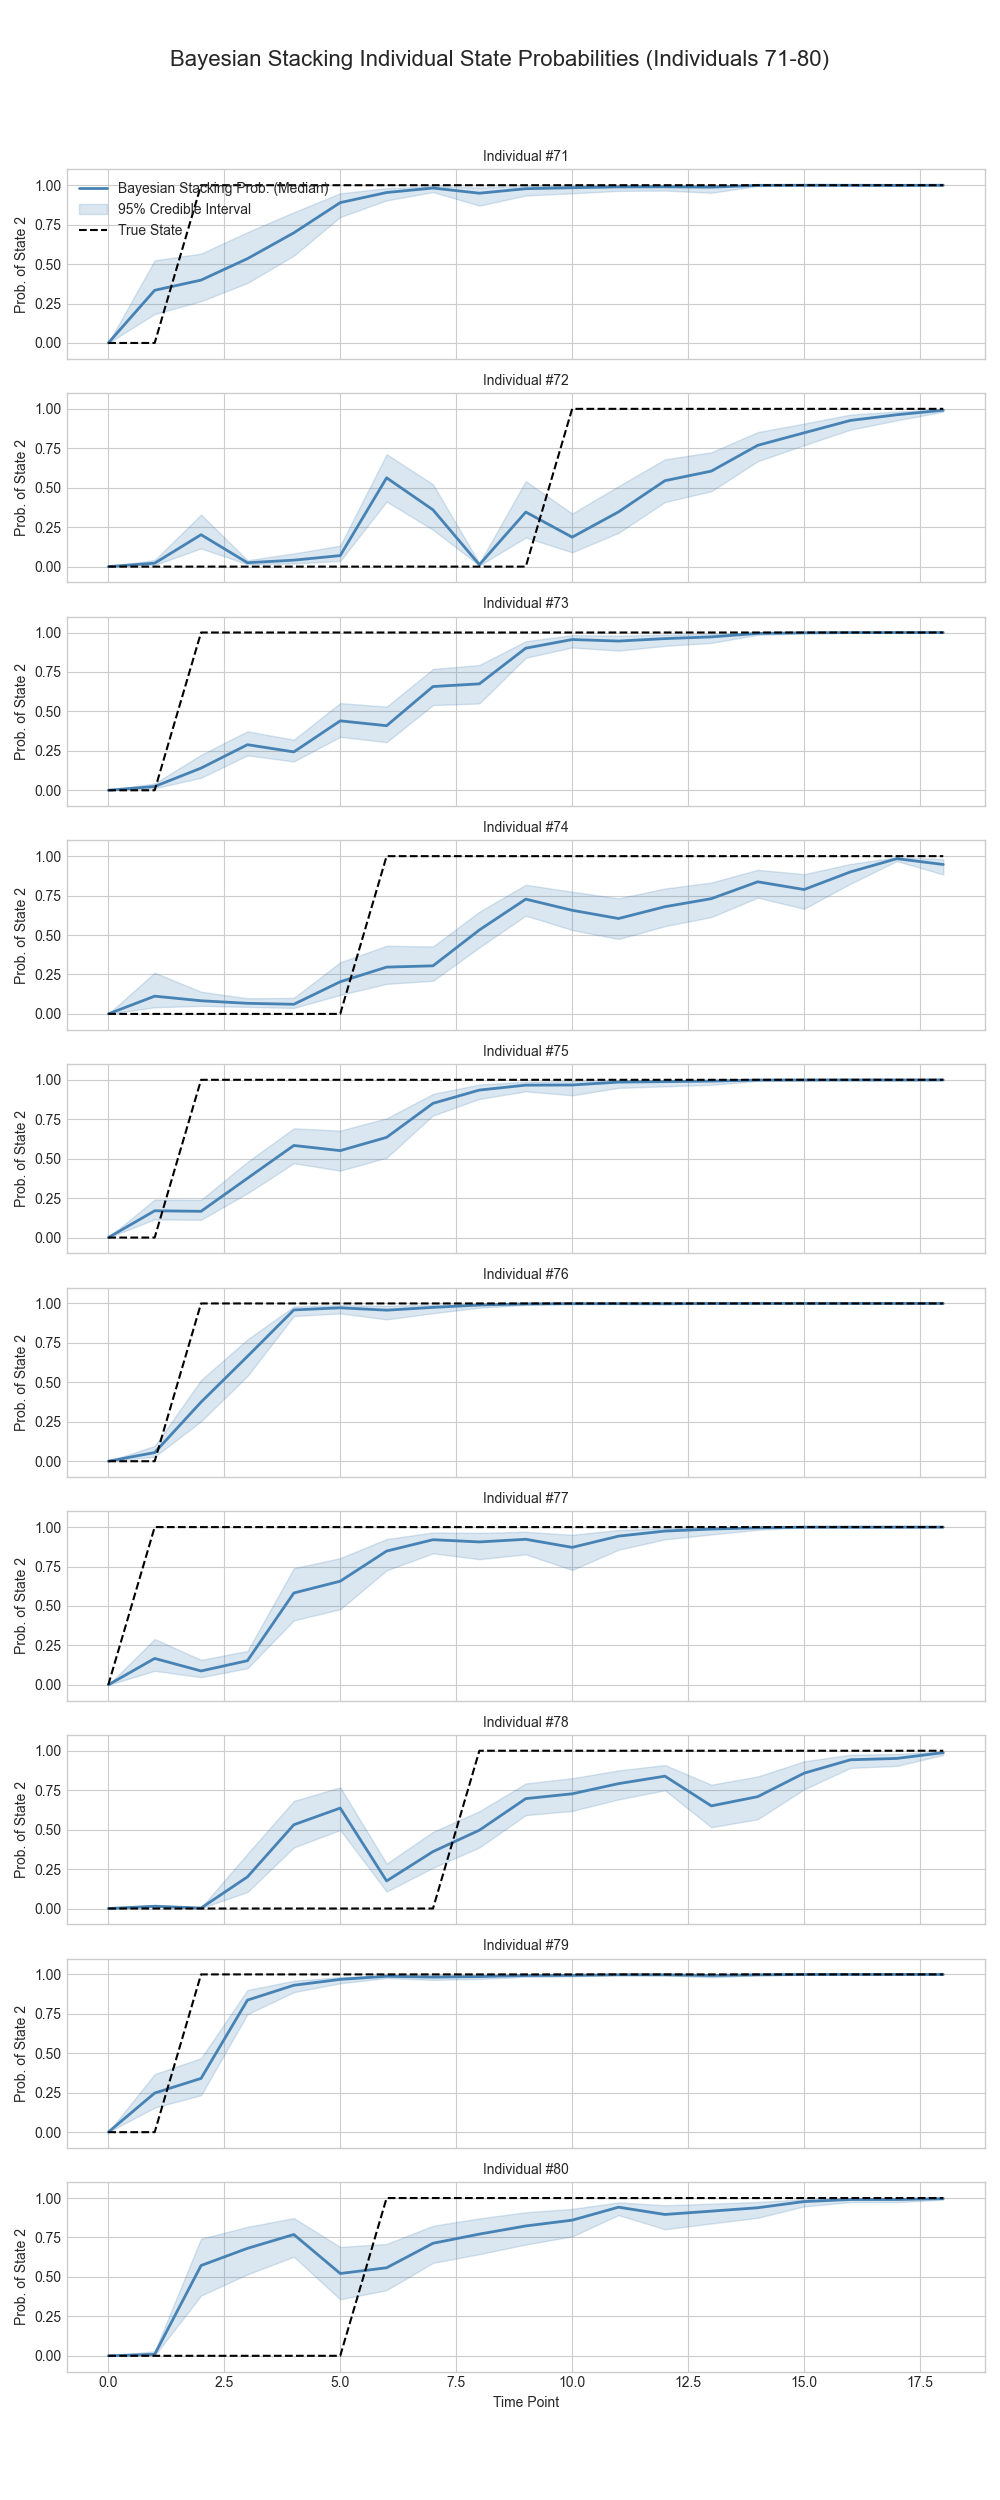 Bayesian Stacking Individual State Probabilities (Individuals 71-80)
Individual #71
Bayesian Stacking Prob. (Median)
95% Credible Interval
True State
Prob. of State 2
1.00
0.75
0.50
0.25
0.00
Individual #72
Prob. of State 2
1.00
0.75
0.50
0.25
0.00
Individual #73
Prob. of State 2
1.00
0.75
0.50
0.25
0.00
Individual #74
Prob. of State 2
1.00
0.75
0.50
0.25
0.00
Individual #75
Prob. of State 2
1.00
0.75
0.50
0.25
0.00
Individual #76
Prob. of State 2
1.00
0.75
0.50
0.25
0.00
Individual #77
Prob. of State 2
1.00
0.75
0.50
0.25
0.00
Individual #78
Prob. of State 2
1.00
0.75
0.50
0.25
0.00
Individual #79
Prob. of State 2
1.00
0.75
0.50
0.25
0.00
Individual #80
Prob. of State 2
1.00
0.75
0.50
0.25
0.00
0.0 2.5 5.0 7.5 10.0 12.5 15.0 17.5
Time Point